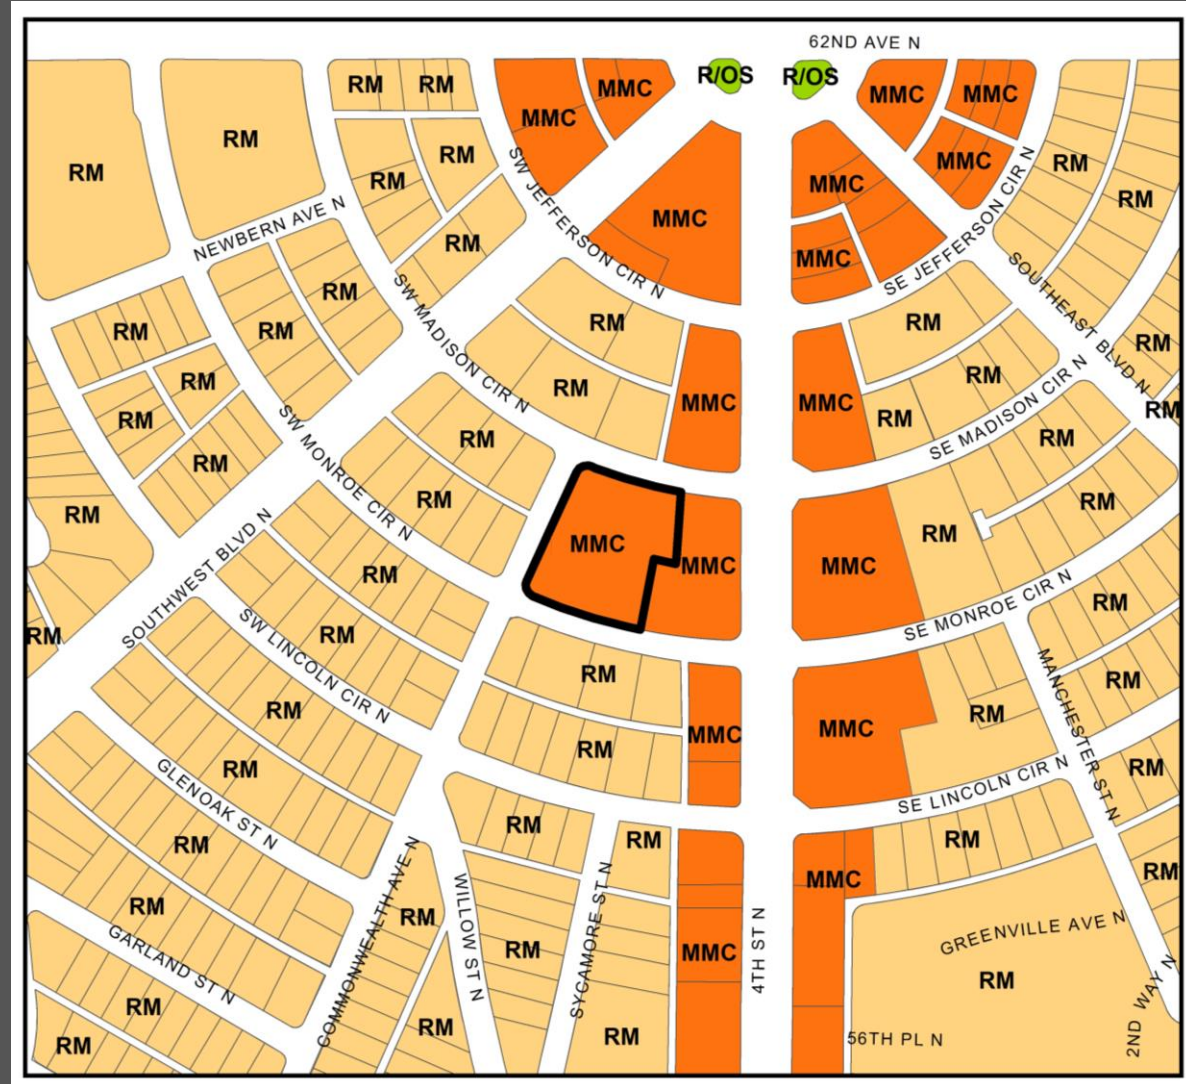 62ND AVE N
R/OS
R/OS
RM
RM
MMC
MMC
MMC
MMC
MMC
RM
RM
RM
MMC
RM
RM
RM
MMC
MMC
RM
NEWBERN AVE N
SW JEFFERSON CIR N
SE JEFFERSON CIR N
RM
MMC
RM
SOUTHEAST BLVD N
RM
RM
RM
RM
RM
RM
SW MADISON CIR N
RM
RM
RM
RM
MMC
MMC
RM
RM
SE MADISON CIR N
RM
RM
RM
RM
SW MONROE CIR N
RM
RM
RM
SOUTHWEST BLVD N
MMC
MMC
MMC
RM
RM
RM
RM
SE MONROE CIR N
RM
SW LINCOLN CIR N
RM
RM
MMC
MMC
RM
MANCHESTER ST N
RM
RM
RM
SE LINCOLN CIR N
RM
GLENOAK ST N
RM
RM
RM
RM
MMC
RM
RM
COMMONWEALTH AVE N
WILLOW ST N
SYCAMORE ST N
4TH ST N
RM
GARLAND ST N
RM
RM
MMC
GREENVILLE AVE N
RM
RM
RM
RM
RM
56TH PL N
2ND WAY N